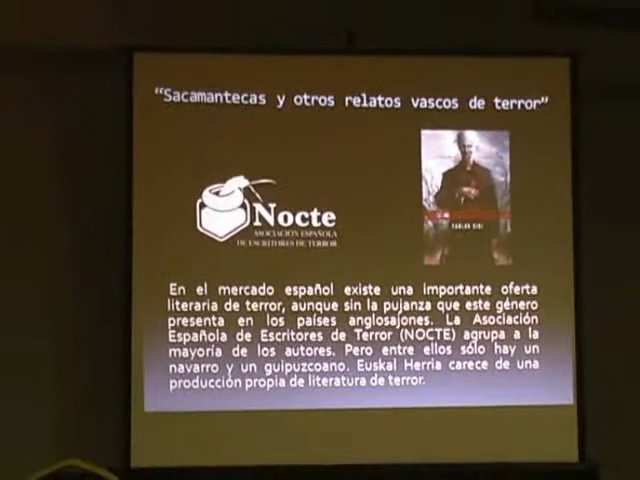 “Sacamantecas y otros relatos vascos de terror”
Nocte
ASOCIACIÓN ESPAÑOLA
DE ESCRITORES DE TERROR
CARLOS SISI
En el mercado español existe una importante oferta
literaria de terror, aunque sin la pujanza que este género
presenta en los países anglosajones. La Asociación
Española de Escritores de Terror (NOCTE) agrupa a la
mayoría de los autores. Pero entre ellos sólo hay un
navarro y un guipuzcoano. Euskal Herria carece de una
producción propia de literatura de terror.